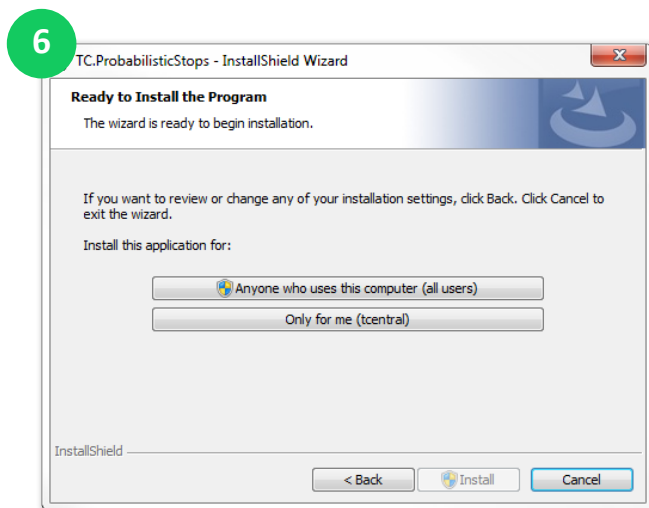 6
TC.ProbabilisticStops - InstallShield Wizard
Ready to Install the Program
The wizard is ready to begin installation.
If you want to review or change any of your installation settings, click Back. Click Cancel to
exit the wizard.
Install this application for:
Anyone who uses this computer (all users)
Only for me (tcentral)
InstallShield
< Back Install Cancel